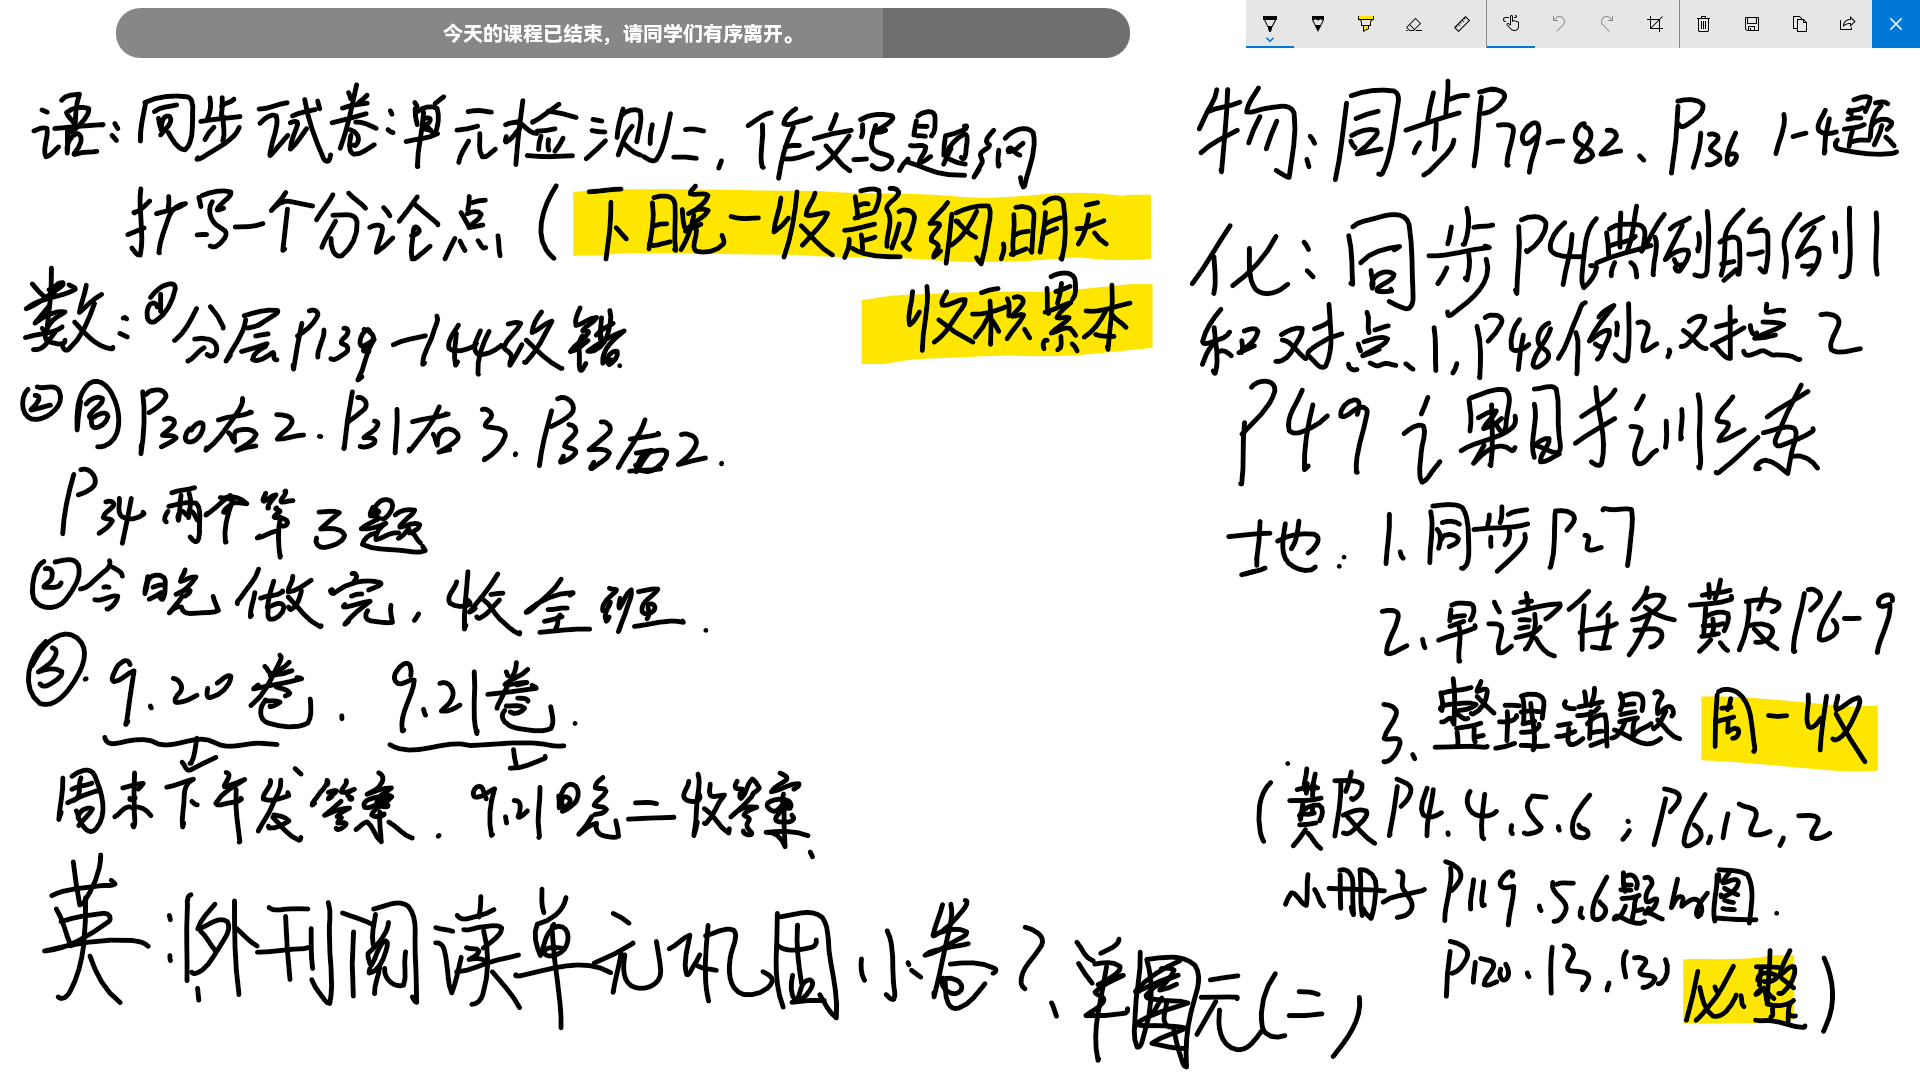 今天的课程已结束，请同学们有序离开。
语：同步试卷：单元检测二，作文写题纲
抄写一个分论点（下晚一收题纲，明天
收积累本
数：①分层P139-144改错.
②同P30右2.P31右3.P33右2.
P34两个第3题
②今晚做完，收全班.
③.9.20卷.9.21卷.
周末下午发答案.9.21晚二收答案、
英：外刊阅读单元巩固小卷2、单元(二)
物：同步P79-82、P136 1-4题
化：同步P46典例的例1
和对点、1,P48例2,对点2
P49课时训练
地：1、同步P27
2、早读任务黄皮P6-9
3、整理错题 周一收
(黄皮P4.4.5.6；P6,12,2
小册子P119.5.6题的图.
P120.13,(3)必整)